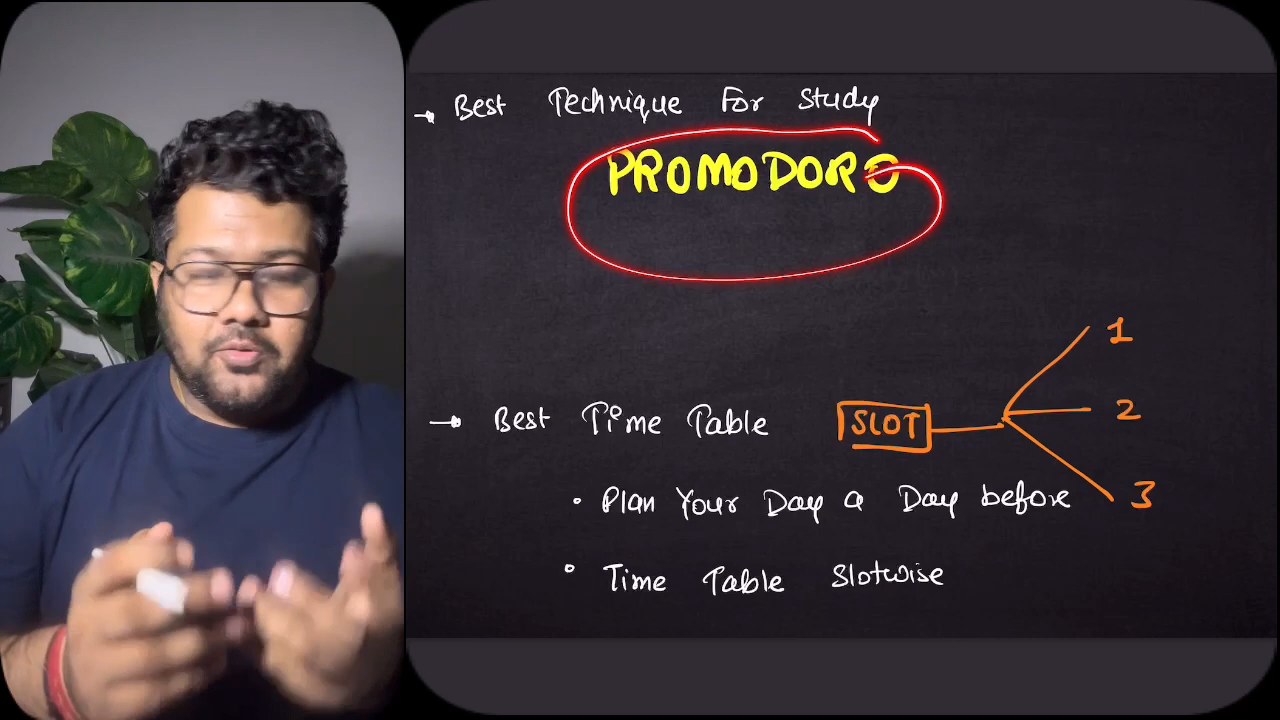 → Best Technique For Study
PROMODORO
1
→ Best Time Table SLOT 2
• Plan Your Day a Day before 3
• Time Table Slotwise